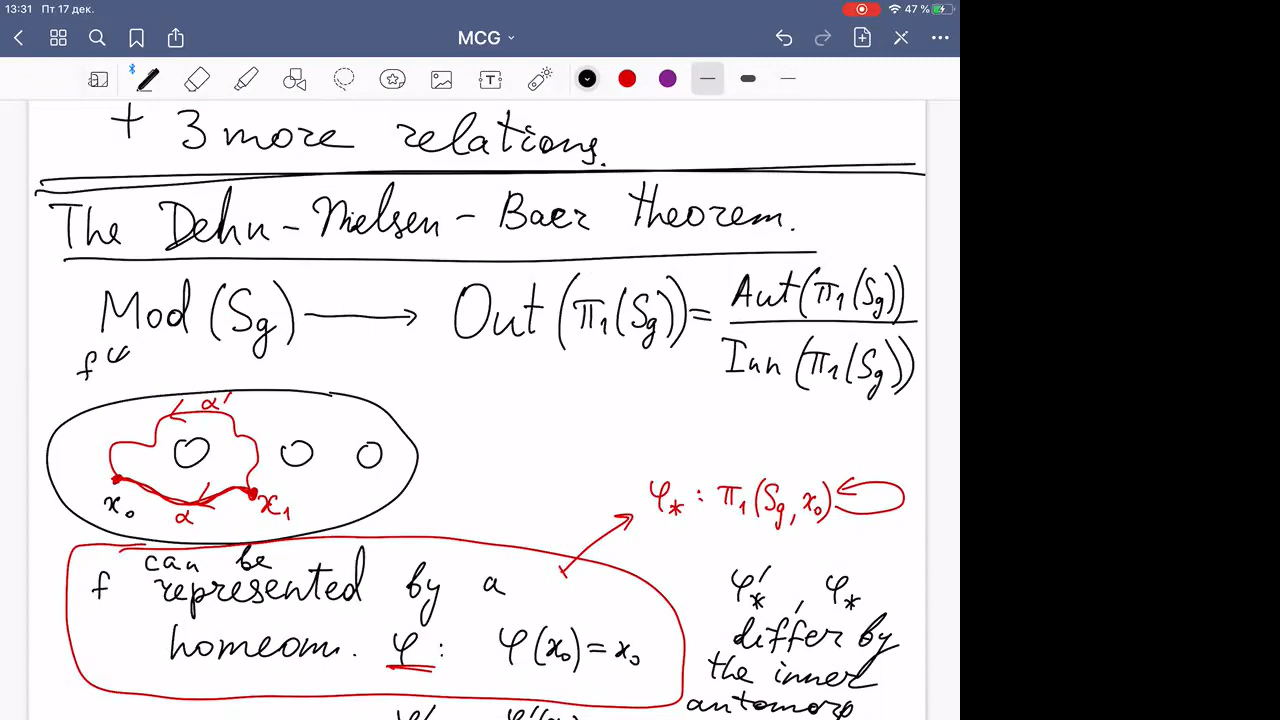 13:31 Пт 17 дек.
47 %
MCG
+ 3 more relations.
The Dehn - Nielsen - Baer theorem.
Mod (Sg) ⟶ Out (π₁(Sg)) = Aut(π₁(Sg)) / Inn (π₁(Sg))
f φ
α'
x₀ α x₁
φ* : π₁(Sg, x₀)
can be
f represented by a
homeom. φ : φ(x₀) = x₀
φ'*, φ*
differ by
the inner
automorp